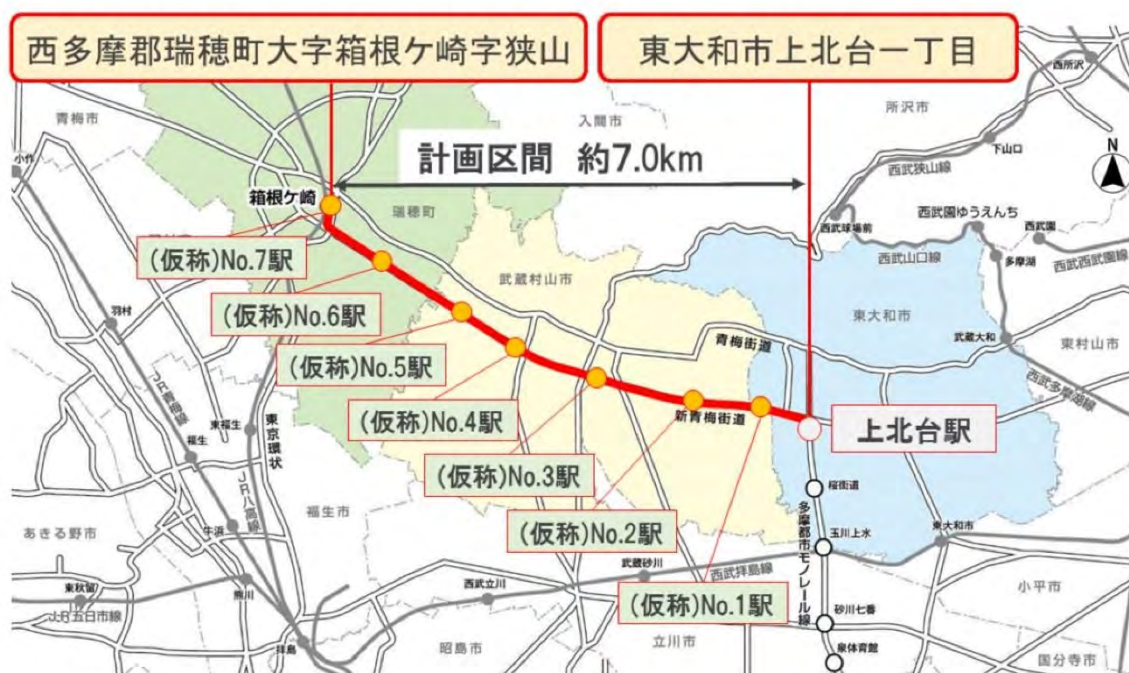 西多摩郡瑞穂町大字箱根ケ崎字狭山
東大和市上北台一丁目
計画区間 約7.0km
N
青梅市
入間市
所沢市
西所沢
小作
下山口
西武狭山線
箱根ケ崎
瑞穂町
西武球場前
西武園ゆうえんち
西武園
西武山口線
多摩湖
西武西武園線
(仮称)No.7駅
武蔵村山市
(仮称)No.6駅
東大和市
羽村
青梅街道
武蔵大和
東村山市
(仮称)No.5駅
西武多摩湖線
JR青梅線
(仮称)No.4駅
新青梅街道
上北台駅
東福生
東京環状
福生
(仮称)No.3駅
JR八高線
桜街道
福生市
(仮称)No.2駅
多摩都市モノレール線
あきる野市
牛浜
玉川上水
東大和市
武蔵砂川
西武拝島線
東秋留
熊川
西武立川
(仮称)No.1駅
小平市
JR五日市線
砂川七番
拝島
昭島市
立川市
泉体育館
国分寺市